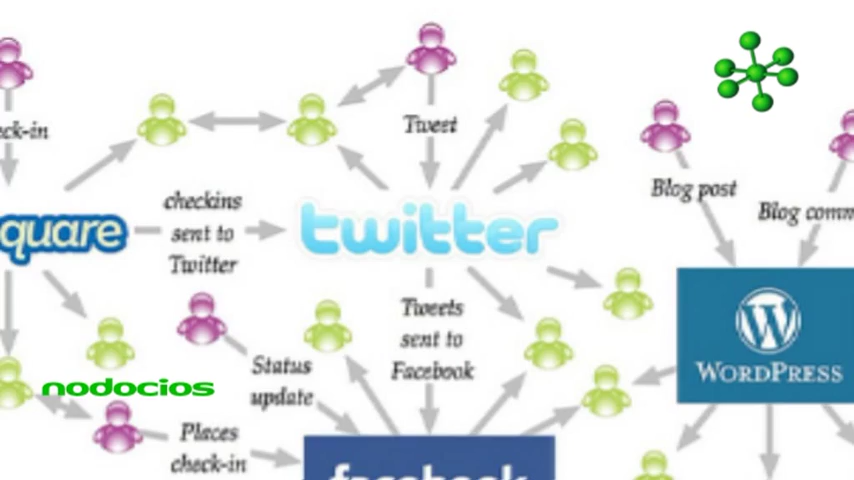 eck-in
Tweet
Blog post
Blog comm
quare
checkins
sent to
Twitter
twitter
Tweets
sent to
Facebook
WORDPRESS
nodocios
Status
update
Places
check-in
facebook